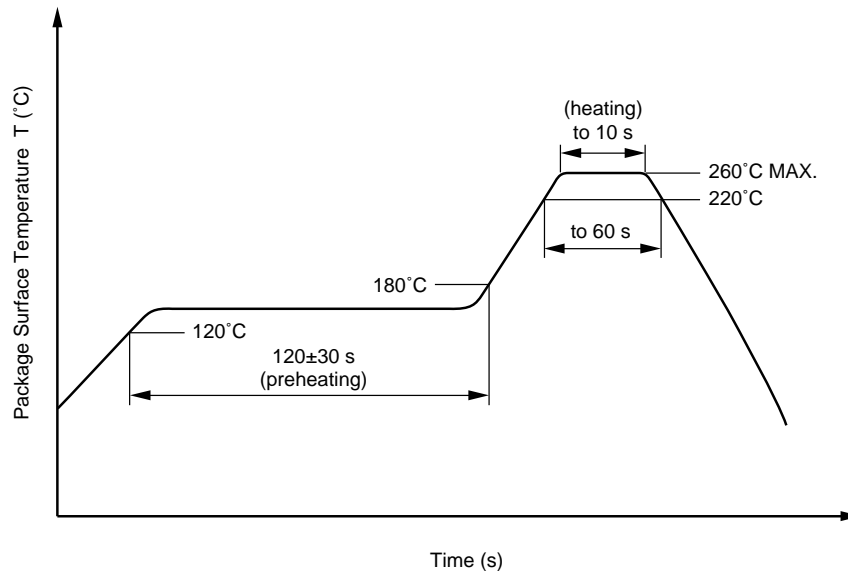 Package Surface Temperature T (˚C)
(heating)
to 10 s
260˚C MAX.
220˚C
to 60 s
180˚C
120˚C
120±30 s
(preheating)
Time (s)